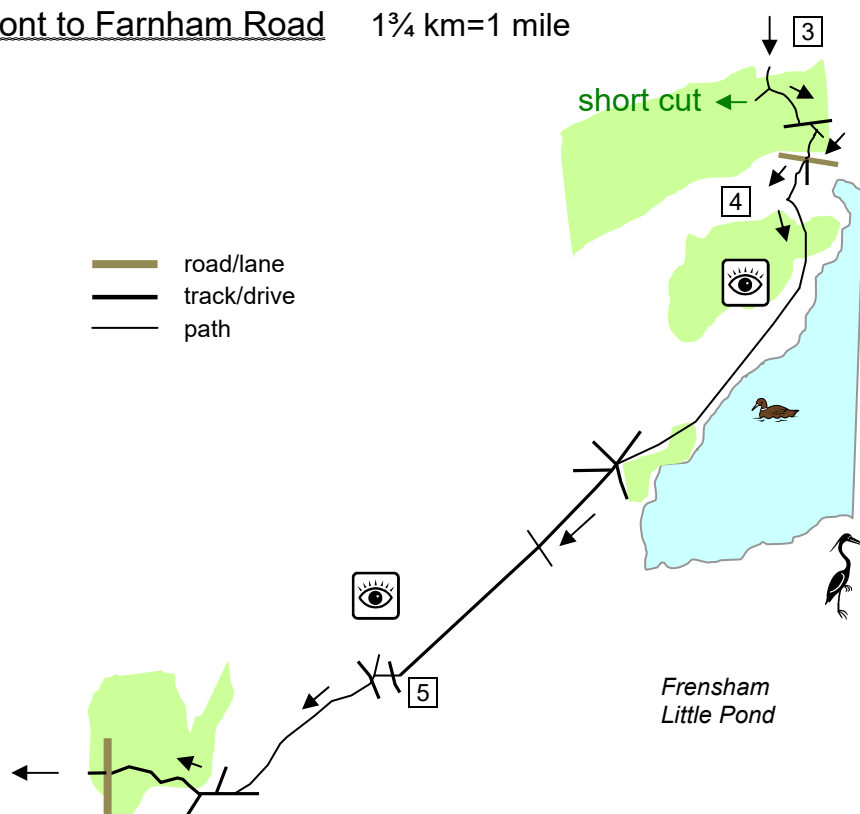 ont to Farnham Road 1¾ km=1 mile
3
short cut
4
road/lane
track/drive
path
5
Frensham
Little Pond